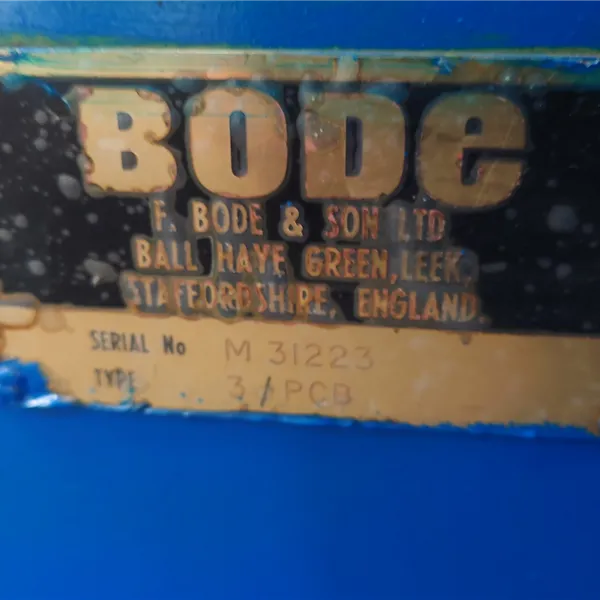 BODE
F. BODE & SON LTD
BALL HAYE GREEN, LEEK,
STAFFORDSHIRE, ENGLAND.
SERIAL No M 31223
TYPE 3/PCB